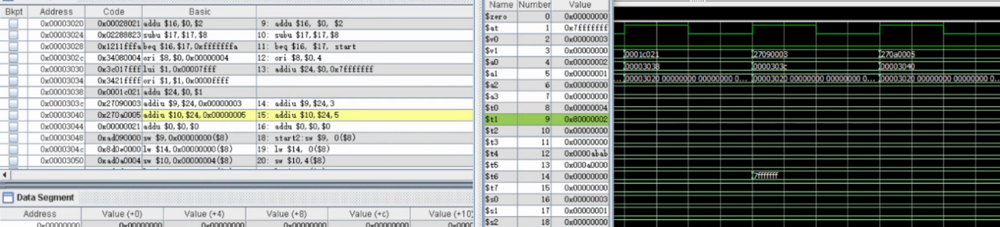 Bkpt Address Code Basic
0x00003020 0x00028021 addu $16,$0,$2 9: addu $16, $0, $2
0x00003024 0x02288823 subu $17,$17,$8 10: subu $17,$17,$8
0x00003028 0x1211fffa beq $16,$17,0xfffffffa 11: beq $16, $17, start
0x0000302c 0x34080004 ori $8,$0,0x00000004 12: ori $8,$0,4
0x00003030 0x3c017fff lui $1,0x00007fff 13: addiu $24,$0,0x7fffffff
0x00003034 0x3421ffff ori $1,$1,0x0000ffff
0x00003038 0x0001c021 addu $24,$0,$1
0x0000303c 0x27090003 addiu $9,$24,0x00000003 14: addiu $9,$24,3
0x00003040 0x270a0005 addiu $10,$24,0x00000005 15: addiu $10,$24,5
0x00003044 0x00000021 addu $0,$0,$0 16: addu $0,$0,$0
0x00003048 0xad090000 sw $9,0x00000000($8) 18: start2:sw $9, 0($8)
0x0000304c 0x8d0e0000 lw $14,0x00000000($8) 19: lw $14, 0($8)
0x00003050 0xad0a0004 sw $10,0x00000004($8) 20: sw $10,4($8)
Data Segment
Address Value (+0) Value (+4) Value (+8) Value (+c) Value (+10
Name Number Value
$zero 0 0x00000000
$at 1 0x7fffffff
$v0 2 0x00000003
$v1 3 0x00000000
$a0 4 0x00000002
$a1 5 0x00000001
$a2 6 0x00000000
$a3 7 0x00000000
$t0 8 0x00000004
$t1 9 0x80000002
$t2 10 0x00000000
$t3 11 0x00000000
$t4 12 0x0000abab
$t5 13 0x000a0000
$t6 14 0x00000000
$t7 15 0x00000000
$s0 16 0x00000003
$s1 17 0x00000001
$s2 18 0x00000000
0001c021 27090003 270a0005
00003038 0000303c 00003040
00003020 00000000 00000000 0... 00003020 00000000 00000000 0... 00003020 00000000 00000000 0...
7fffffff